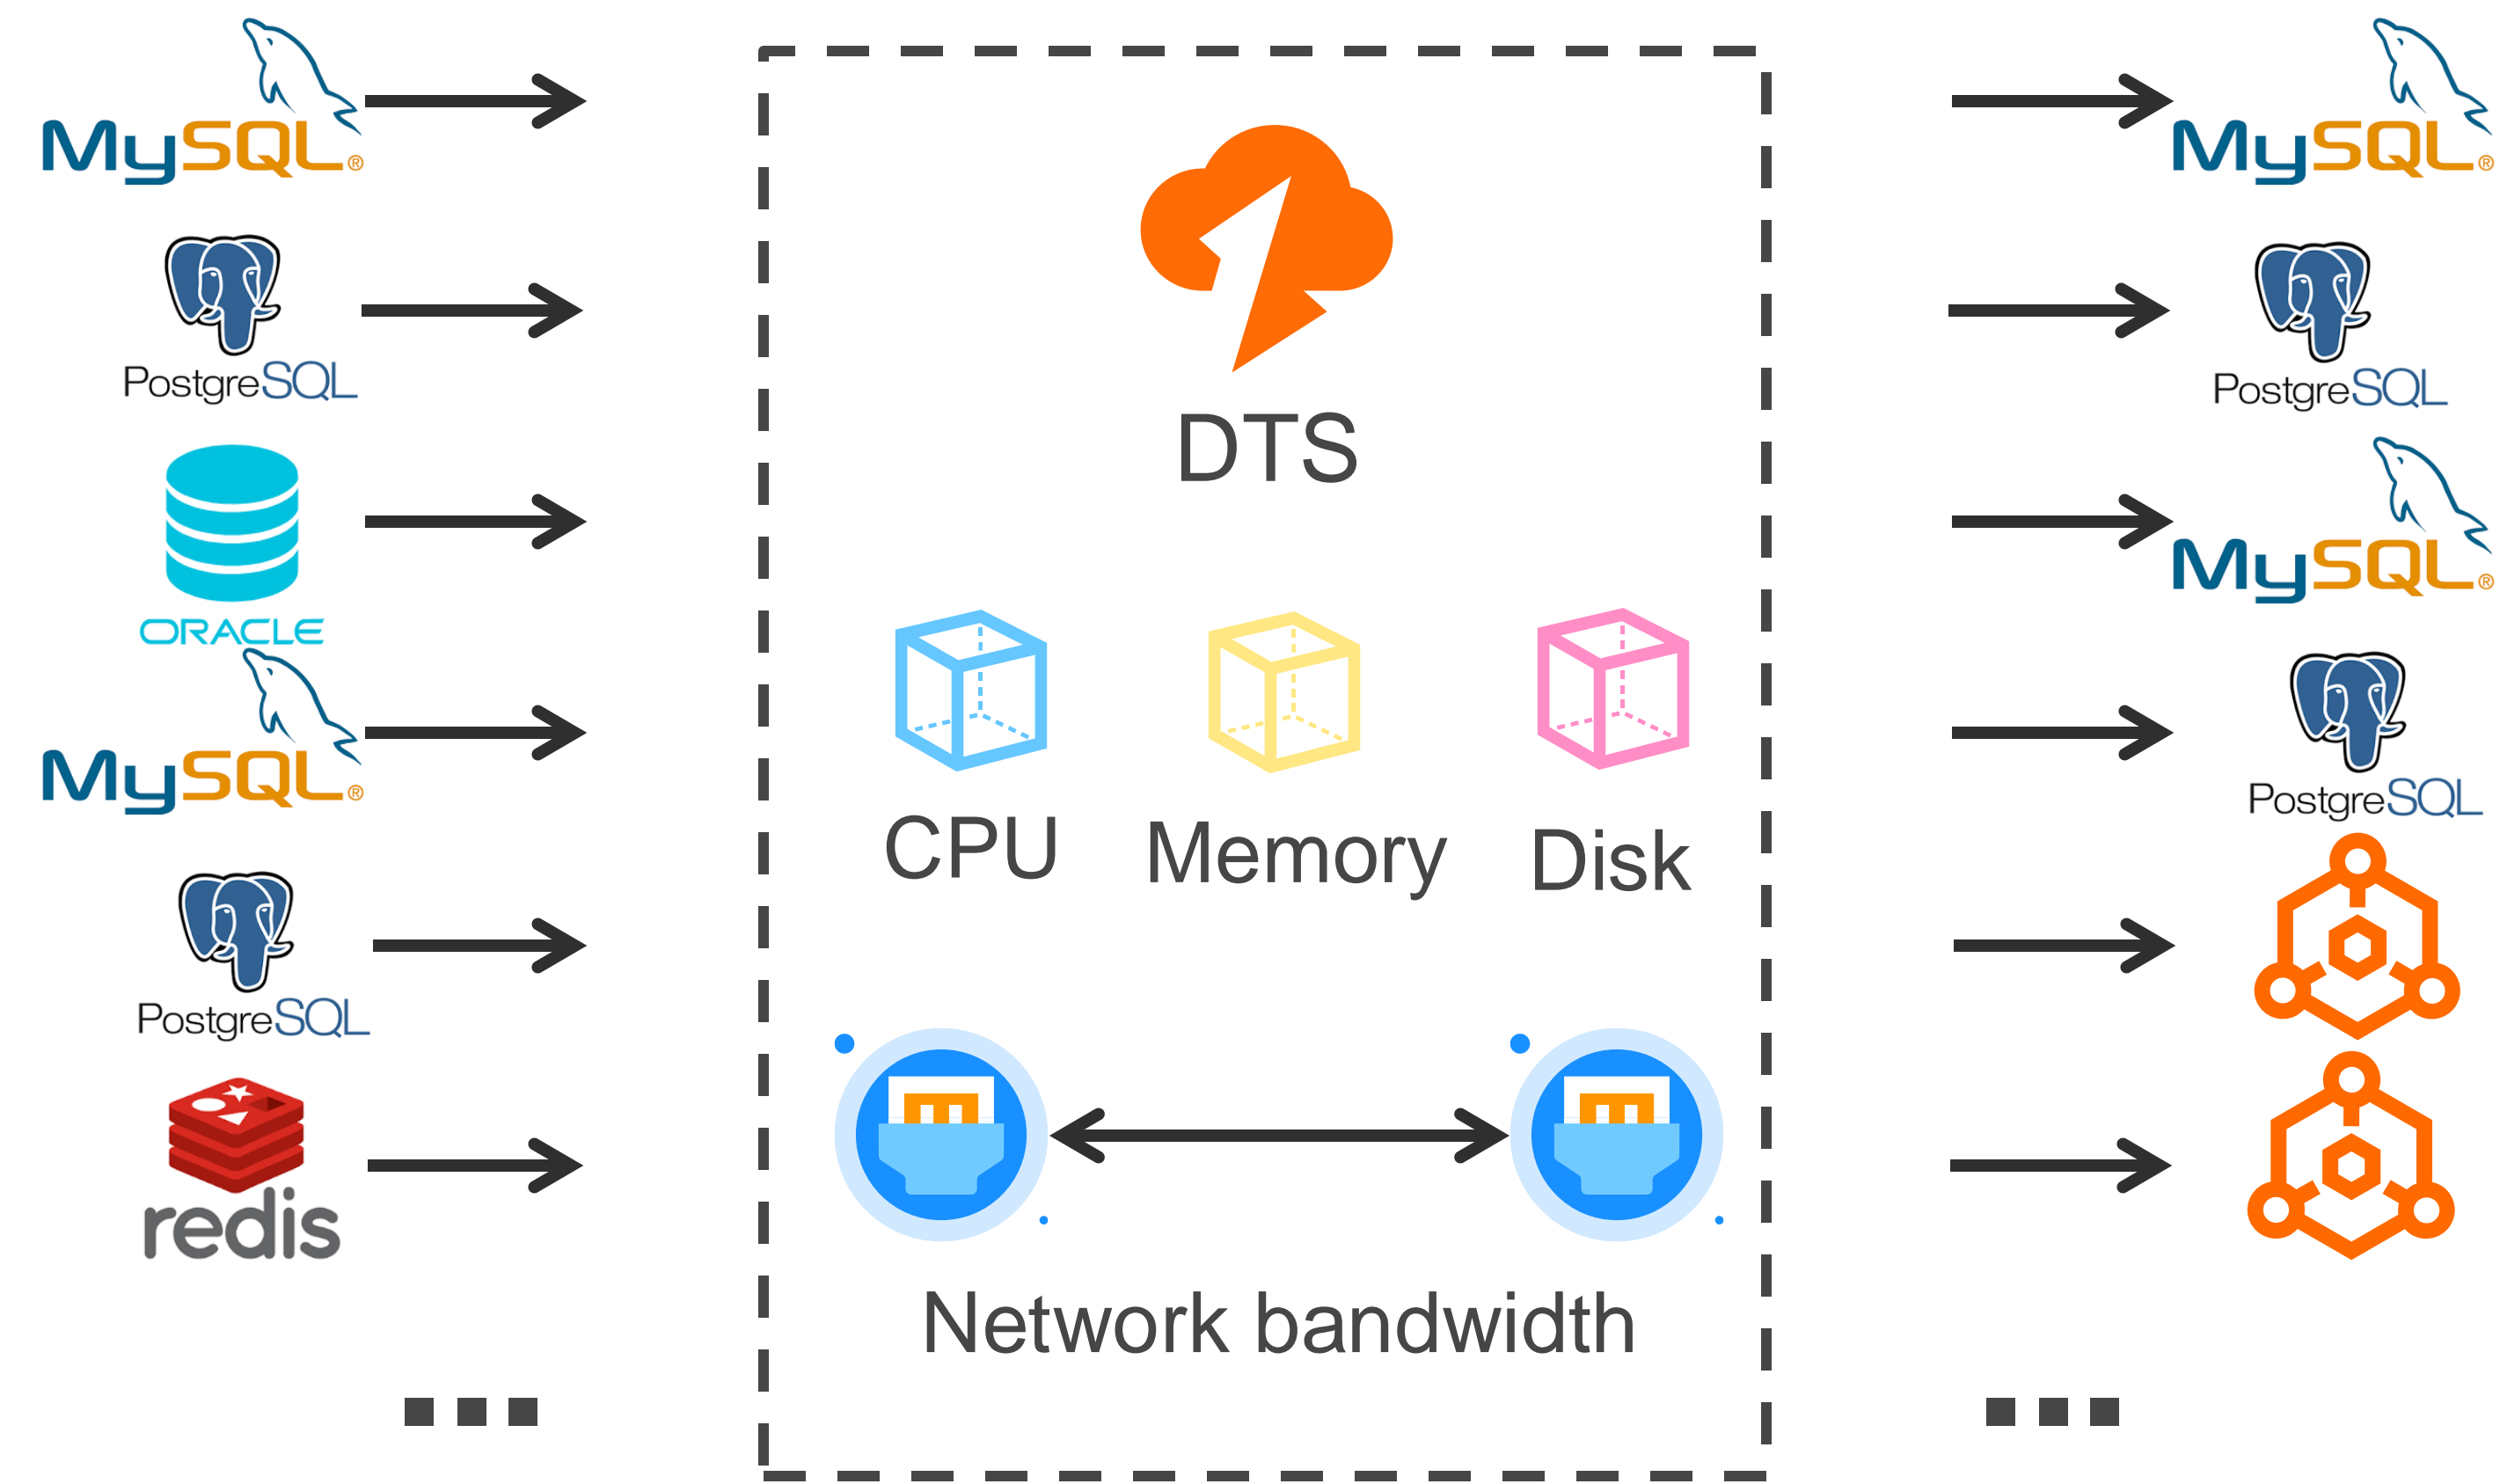 MySQL®
PostgreSQL
ORACLE
MySQL®
PostgreSQL
redis
DTS
CPU
Memory
Disk
Network bandwidth
MySQL®
PostgreSQL
MySQL®
PostgreSQL